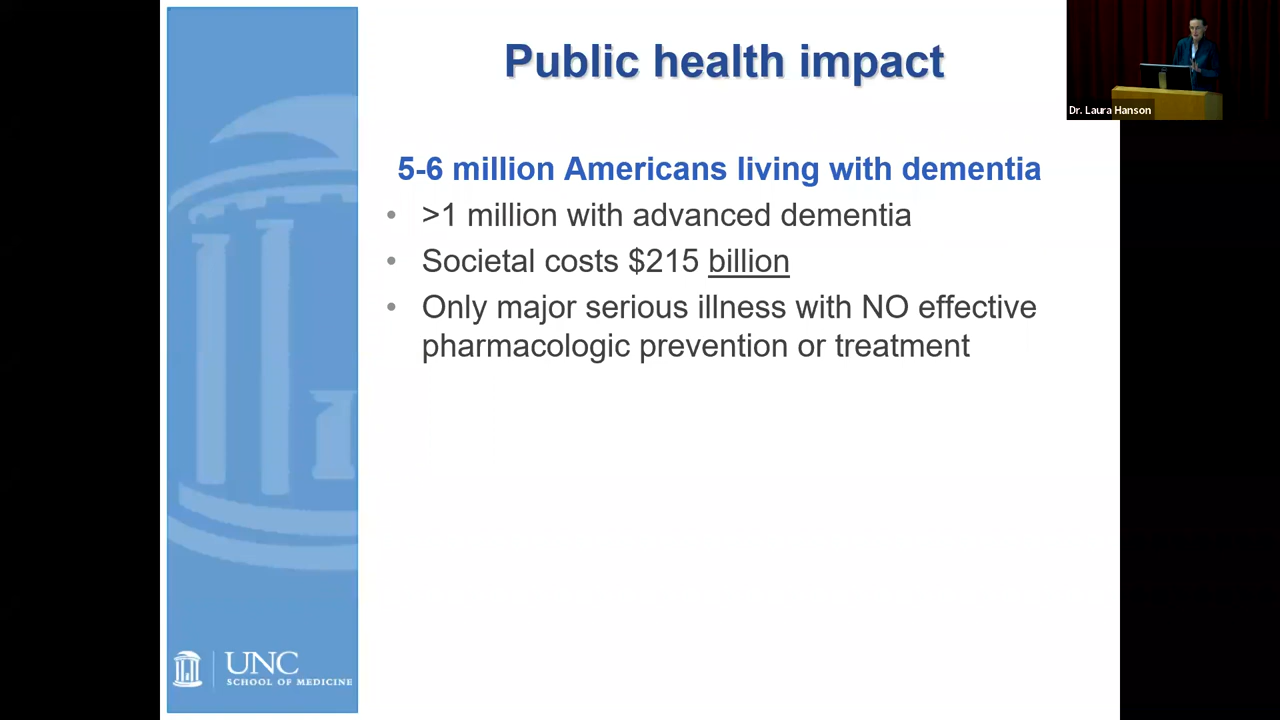 Public health impact
Dr. Laura Hanson
5-6 million Americans living with dementia
• >1 million with advanced dementia
• Societal costs $215 billion
• Only major serious illness with NO effective
pharmacologic prevention or treatment
UNC
SCHOOL OF MEDICINE